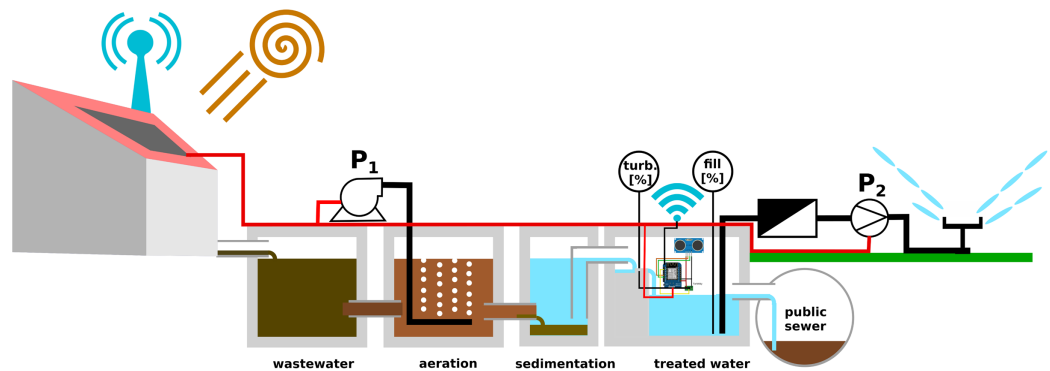 P1
turb.
[%]
fill
[%]
P2
public
sewer
wastewater
aeration
sedimentation
treated water